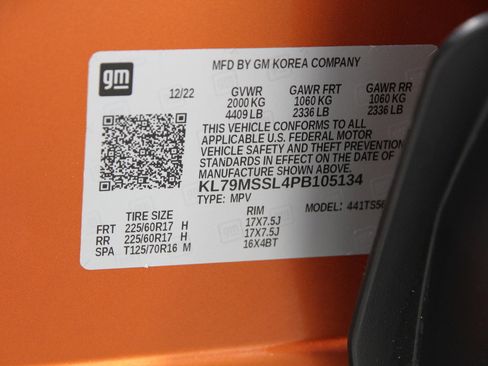 gm
MFD BY GM KOREA COMPANY
12/22 GVWR GAWR FRT GAWR RR
2000 KG 1060 KG 1060 KG
4409 LB 2336 LB 2336 LB
THIS VEHICLE CONFORMS TO ALL
APPLICABLE U.S. FEDERAL MOTOR
VEHICLE SAFETY AND THEFT PREVENTION
STANDARDS IN EFFECT ON THE DATE OF
MANUFACTURE SHOWN ABOVE.
KL79MSSL4PB105134
TYPE: MPV MODEL: 441TS56
TIRE SIZE RIM
FRT 225/60R17 H 17X7.5J
RR 225/60R17 H 17X7.5J
SPA T125/70R16 M 16X4BT